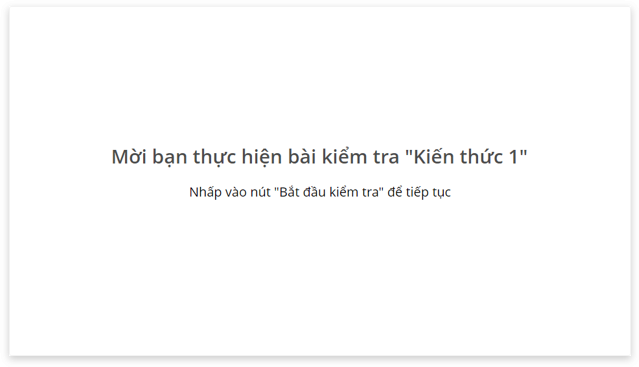 Mời bạn thực hiện bài kiểm tra "Kiến thức 1"
Nhấp vào nút "Bắt đầu kiểm tra" để tiếp tục